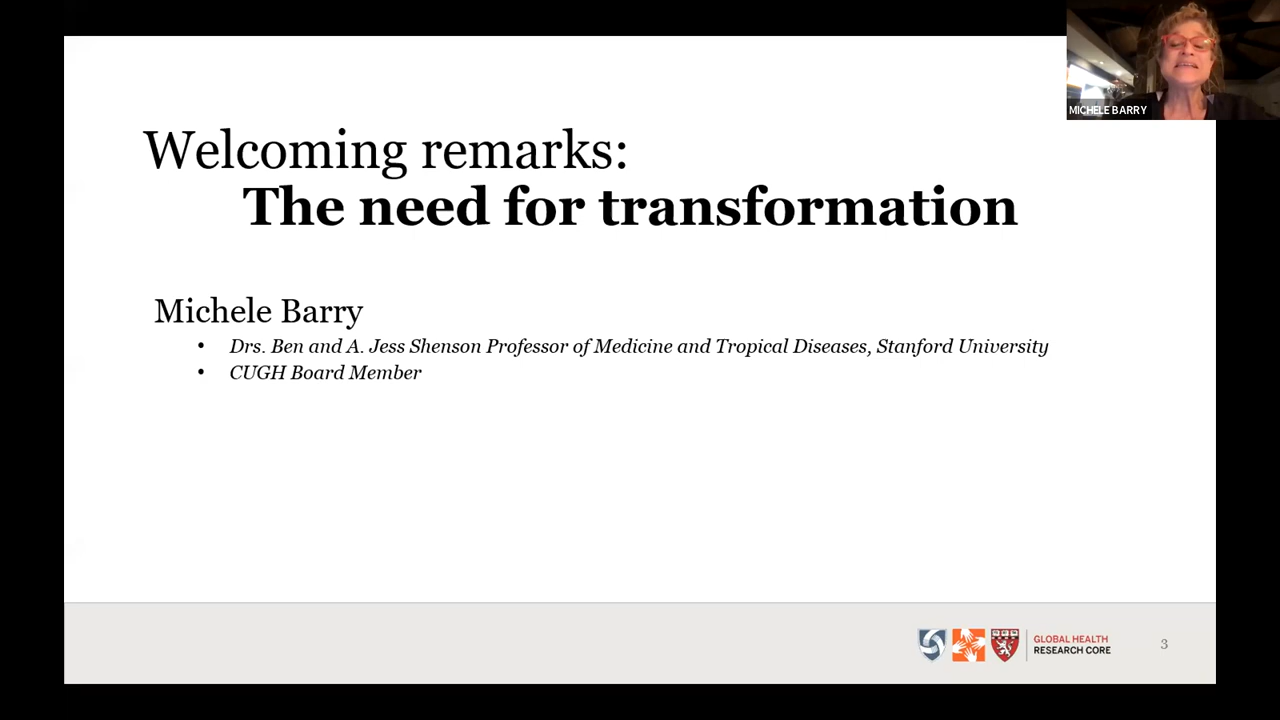 MICHELE BARRY
Welcoming remarks:
The need for transformation
Michele Barry
• Drs. Ben and A. Jess Shenson Professor of Medicine and Tropical Diseases, Stanford University
• CUGH Board Member
GLOBAL HEALTH
RESEARCH CORE
3